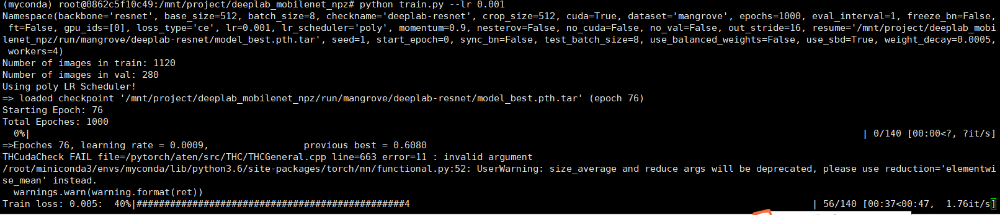 (myconda) root@0862c5f10c49:/mnt/project/deeplab_mobilenet_npz# python train.py --lr 0.001
Namespace(backbone='resnet', base_size=512, batch_size=8, checkname='deeplab-resnet', crop_size=512, cuda=True, dataset='mangrove', epochs=1000, eval_interval=1, freeze_bn=False,
 ft=False, gpu_ids=[0], loss_type='ce', lr=0.001, lr_scheduler='poly', momentum=0.9, nesterov=False, no_cuda=False, no_val=False, out_stride=16, resume='/mnt/project/deeplab_mobi
lenet_npz/run/mangrove/deeplab-resnet/model_best.pth.tar', seed=1, start_epoch=0, sync_bn=False, test_batch_size=8, use_balanced_weights=False, use_sbd=True, weight_decay=0.0005,
 workers=4)
Number of images in train: 1120
Number of images in val: 280
Using poly LR Scheduler!
=> loaded checkpoint '/mnt/project/deeplab_mobilenet_npz/run/mangrove/deeplab-resnet/model_best.pth.tar' (epoch 76)
Starting Epoch: 76
Total Epoches: 1000
  0%|                                                                                                                                                     | 0/140 [00:00<?, ?it/s]
=>Epoches 76, learning rate = 0.0009,                 previous best = 0.6080
THCudaCheck FAIL file=/pytorch/aten/src/THC/THCGeneral.cpp line=663 error=11 : invalid argument
/root/miniconda3/envs/myconda/lib/python3.6/site-packages/torch/nn/functional.py:52: UserWarning: size_average and reduce args will be deprecated, please use reduction='elementwi
se_mean' instead.
  warnings.warn(warning.format(ret))
Train loss: 0.005:  40%|################################################4                                                                        | 56/140 [00:37<00:47,  1.76it/s]